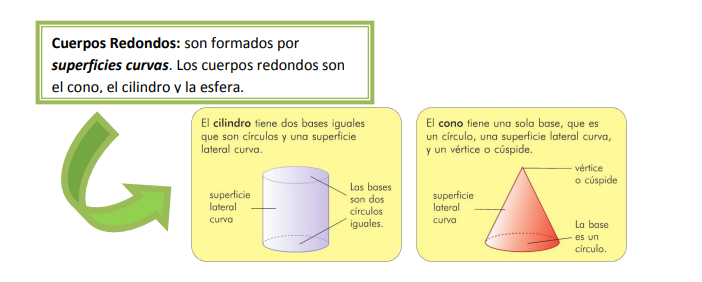 Cuerpos Redondos: son formados por
superficies curvas. Los cuerpos redondos son
el cono, el cilindro y la esfera.
El cilindro tiene dos bases iguales
que son círculos y una superficie
lateral curva.
superficie
lateral
curva
Las bases
son dos
círculos
iguales.
El cono tiene una sola base, que es
un círculo, una superficie lateral curva,
y un vértice o cúspide.
vértice
o cúspide
superficie
lateral
curva
La base
es un
círculo.